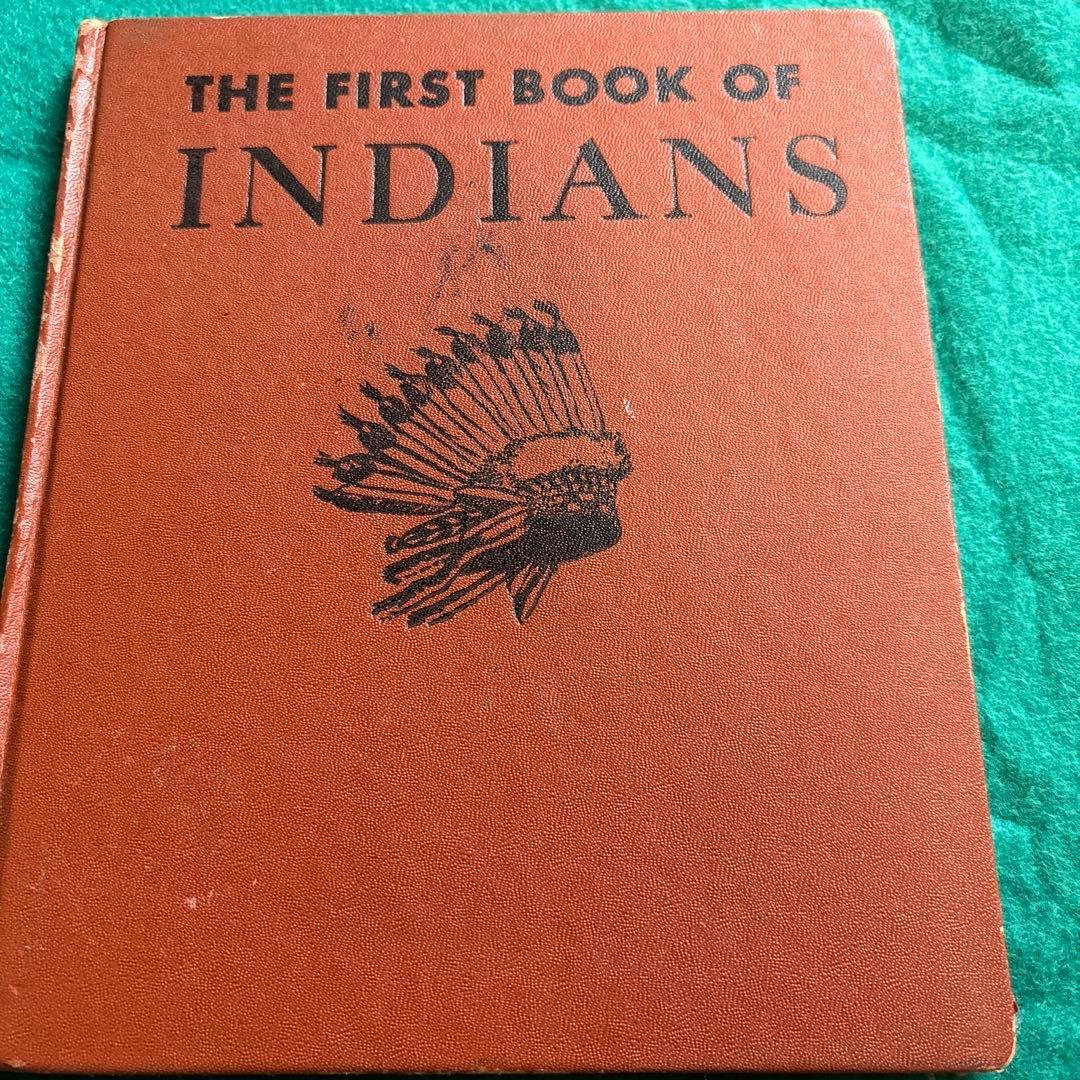 THE FIRST BOOK OF
INDIANS